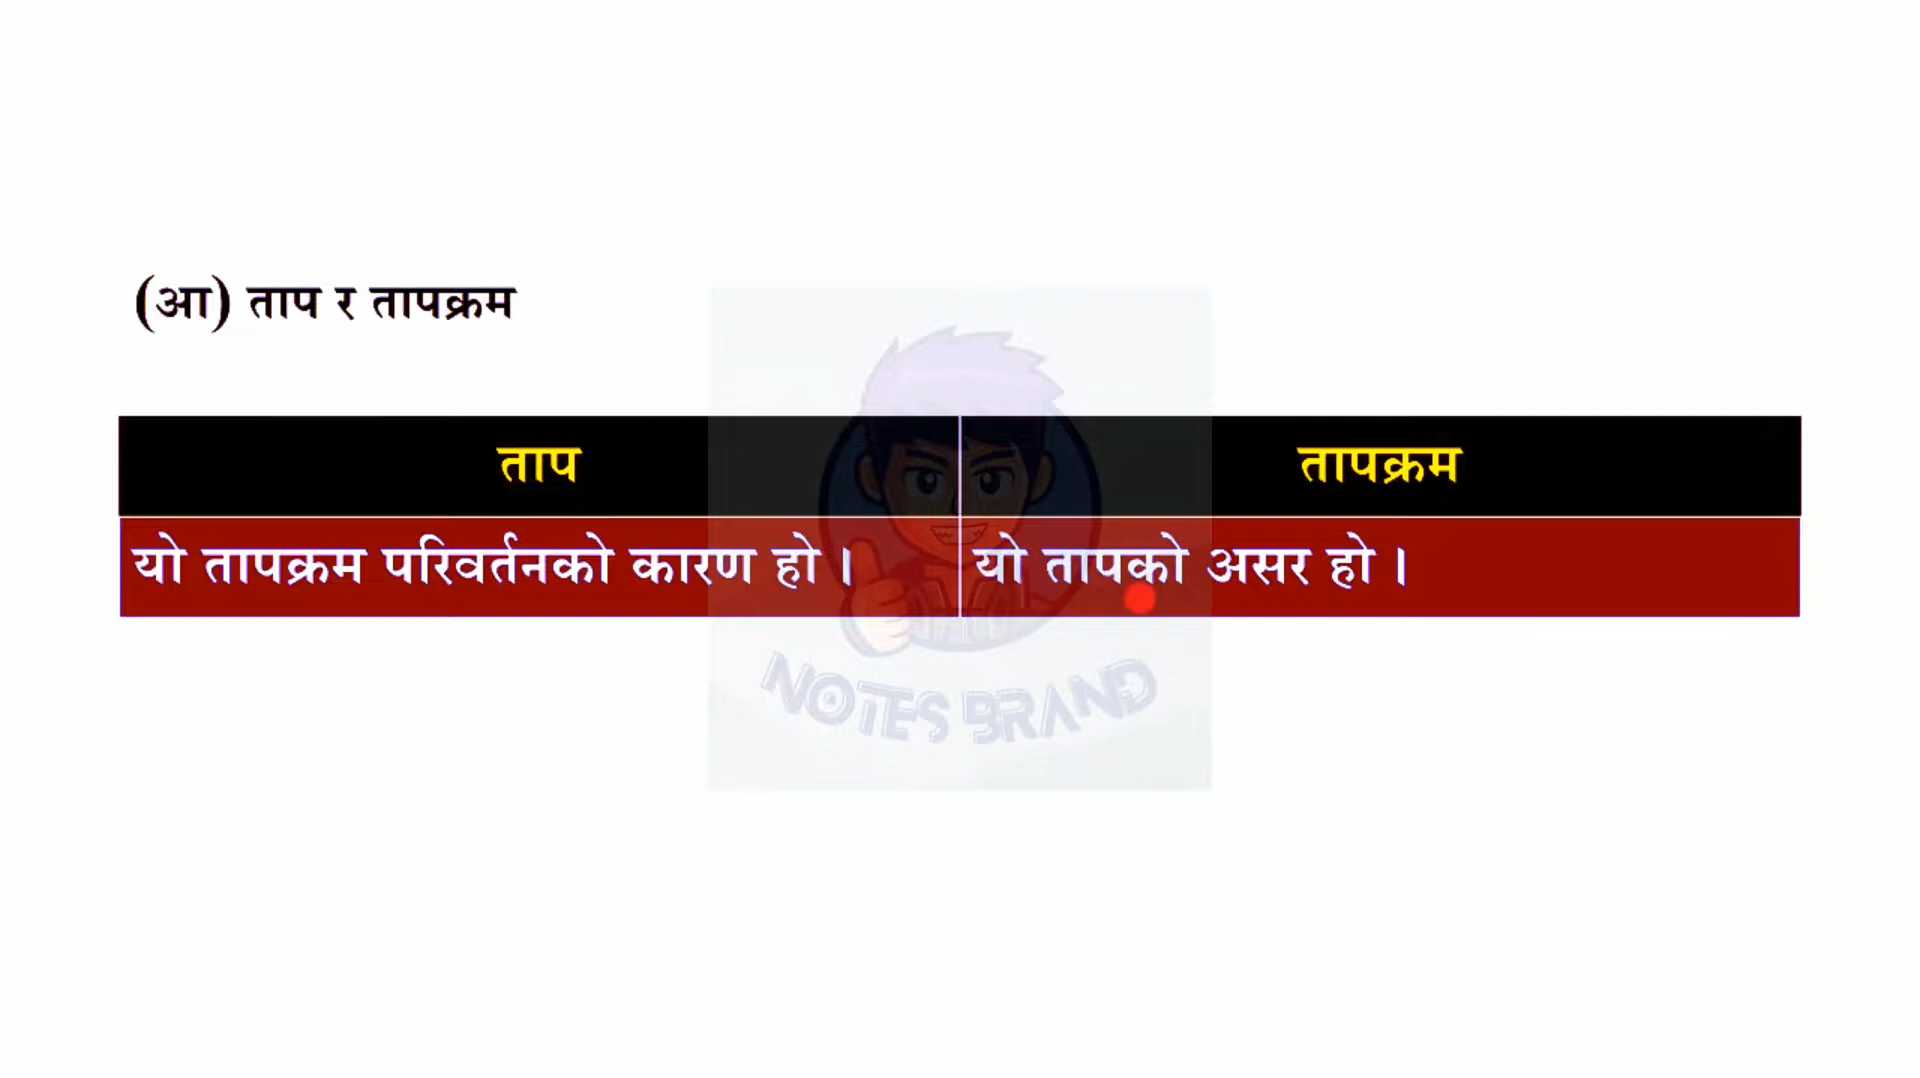 (आ) ताप र तापक्रम
ताप
तापक्रम
यो तापक्रम परिवर्तनको कारण हो ।
यो तापको असर हो ।
NOTES BRAND